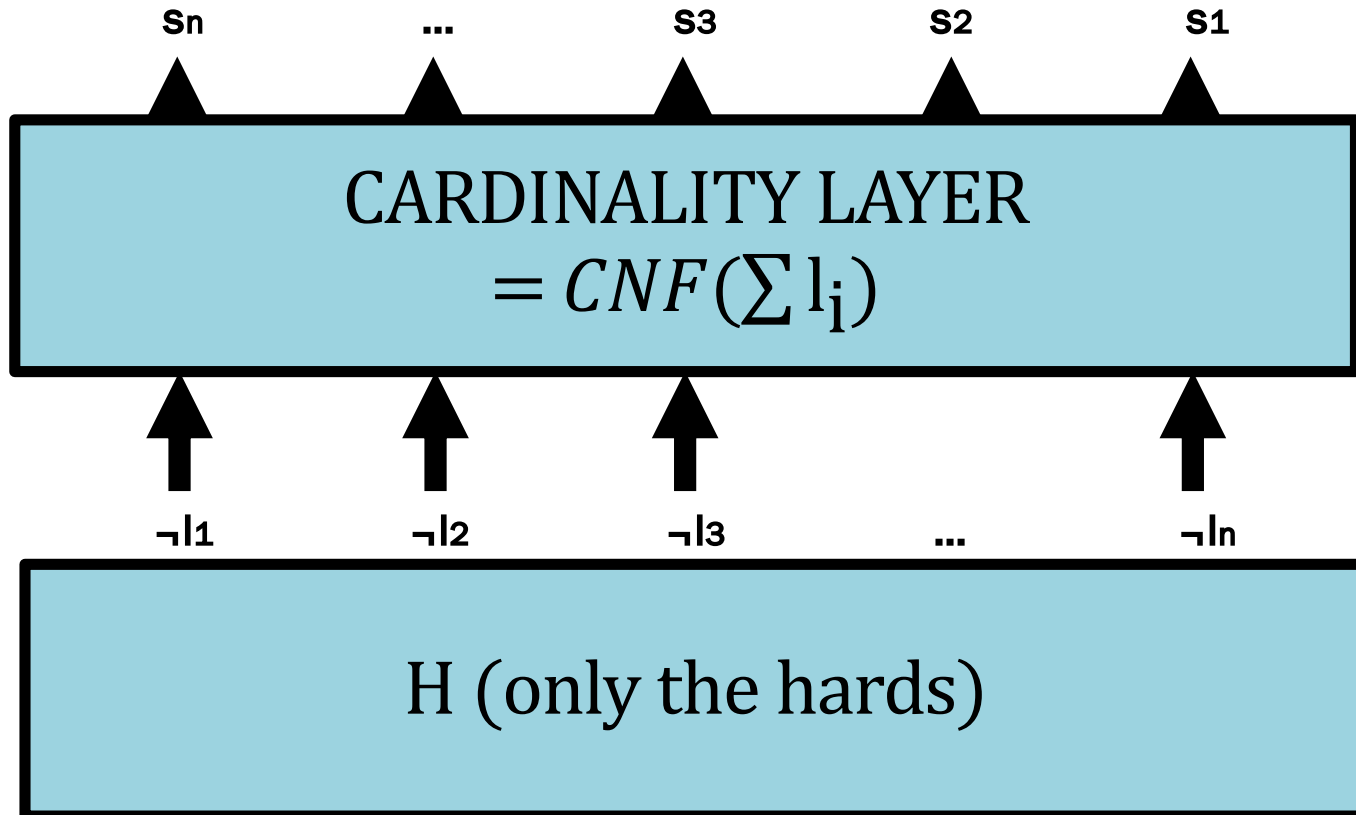 sn ... s3 s2 s1
CARDINALITY LAYER
= CNF(∑ li)
¬l1 ¬l2 ¬l3 ... ¬ln
H (only the hards)